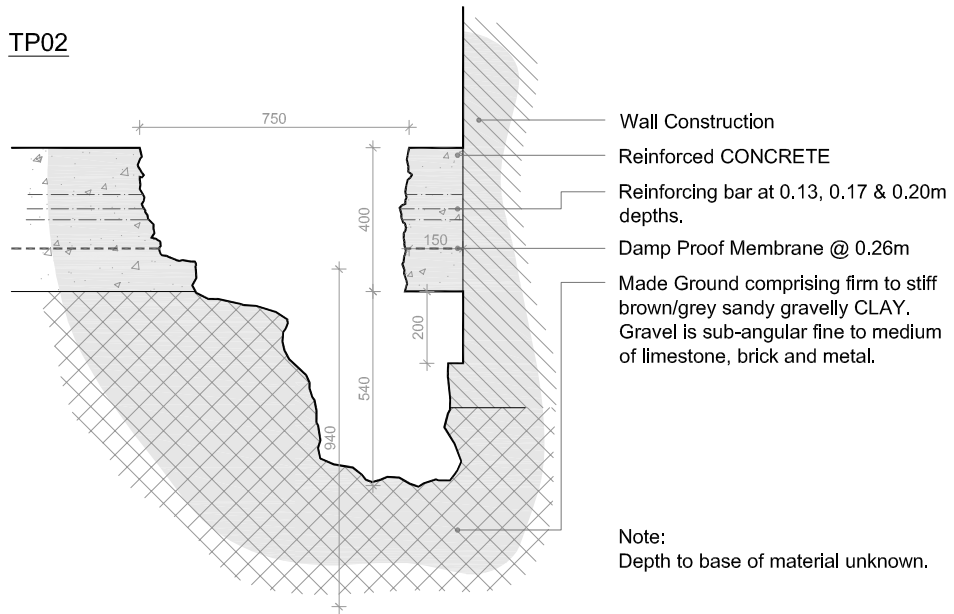 TP02
750
Wall Construction
Reinforced CONCRETE
Reinforcing bar at 0.13, 0.17 & 0.20m
depths.
400
150
Damp Proof Membrane @ 0.26m
Made Ground comprising firm to stiff
brown/grey sandy gravelly CLAY.
Gravel is sub-angular fine to medium
of limestone, brick and metal.
200
540
940
Note:
Depth to base of material unknown.